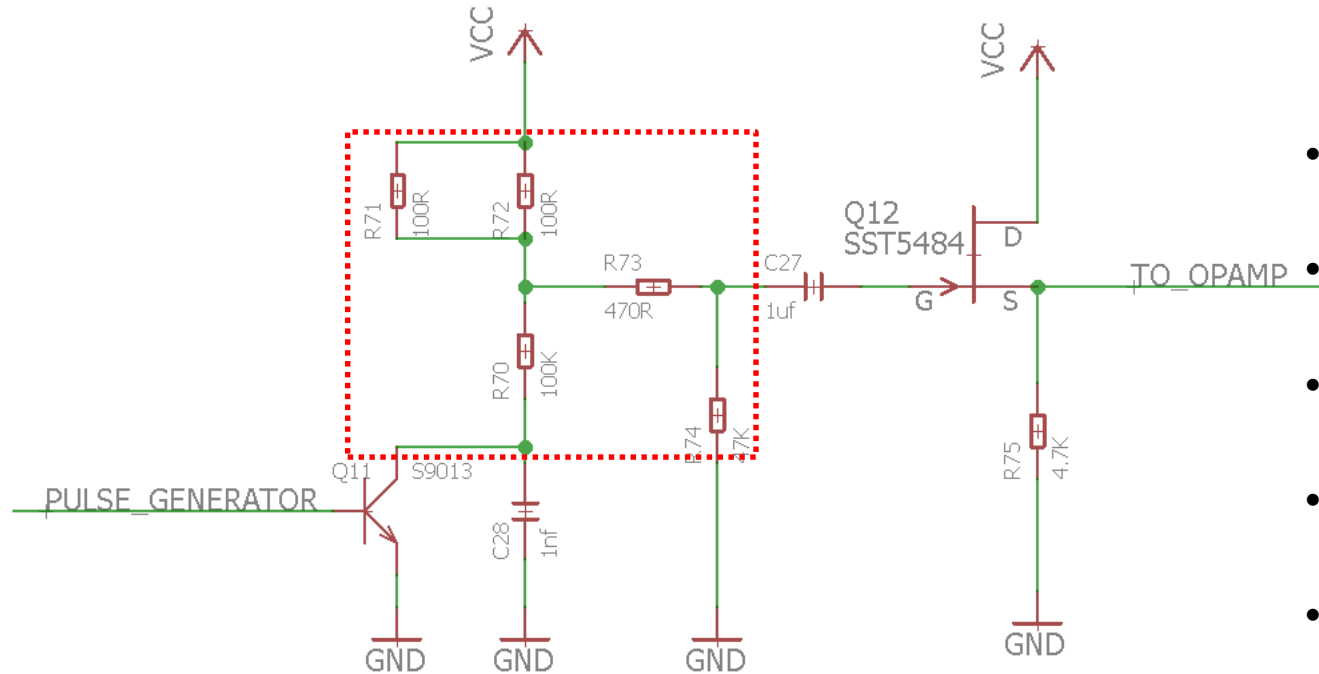 VCC
VCC
R71
100R
R72
100R
Q12
SST5484
D
R73
470R
C27
1uf
G
S
TO_OPAMP
R70
100K
R74
47K
R75
4.7K
Q11
S9013
PULSE_GENERATOR
C28
1nf
GND
GND
GND
GND